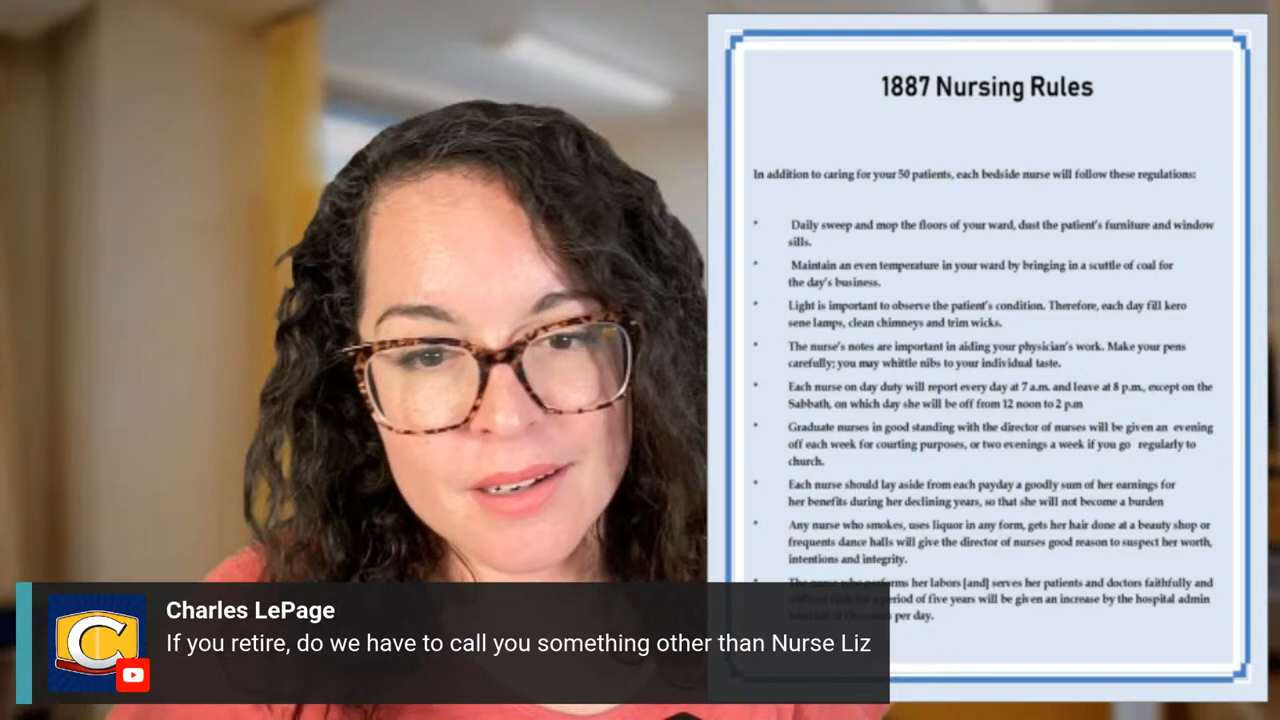 1887 Nursing Rules
In addition to caring for your 50 patients, each bedside nurse will follow these regulations:
* Daily sweep and mop the floors of your ward, dust the patient's furniture and window
sills.
* Maintain an even temperature in your ward by bringing in a scuttle of coal for
the day's business.
* Light is important to observe the patient's condition. Therefore, each day fill kero
sene lamps, clean chimneys and trim wicks.
* The nurse's notes are important in aiding your physician's work. Make your pens
carefully; you may whittle nibs to your individual taste.
* Each nurse on day duty will report every day at 7 a.m. and leave at 8 p.m., except on the
Sabbath, on which day she will be off from 12 noon to 2 p.m
* Graduate nurses in good standing with the director of nurses will be given an evening
off each week for courting purposes, or two evenings a week if you go regularly to
church.
* Each nurse should lay aside from each payday a goodly sum of her earnings for
her benefits during her declining years, so that she will not become a burden
* Any nurse who smokes, uses liquor in any form, gets her hair done at a beauty shop or
frequents dance halls will give the director of nurses good reason to suspect her worth,
intentions and integrity.
* The nurse who performs her labors [and] serves her patients and doctors faithfully and
period of five years will be given an increase by the hospital admin
per day.
C
Charles LePage
If you retire, do we have to call you something other than Nurse Liz